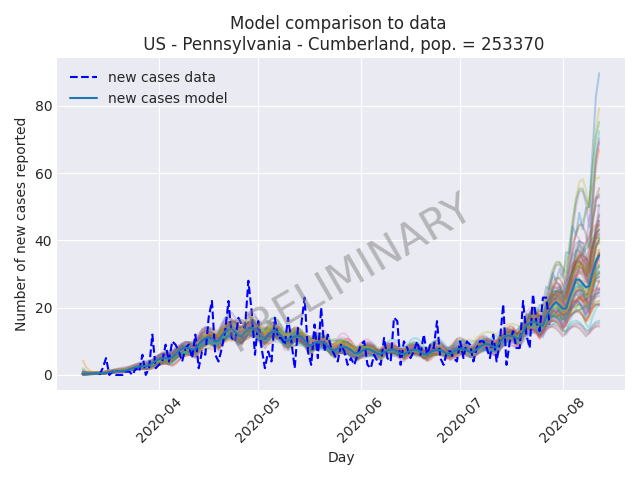 Model comparison to data
US - Pennsylvania - Cumberland, pop. = 253370
new cases data
new cases model
Number of new cases reported
80
60
40
20
0
PRELIMINARY
2020-04
2020-05
2020-06
2020-07
2020-08
Day